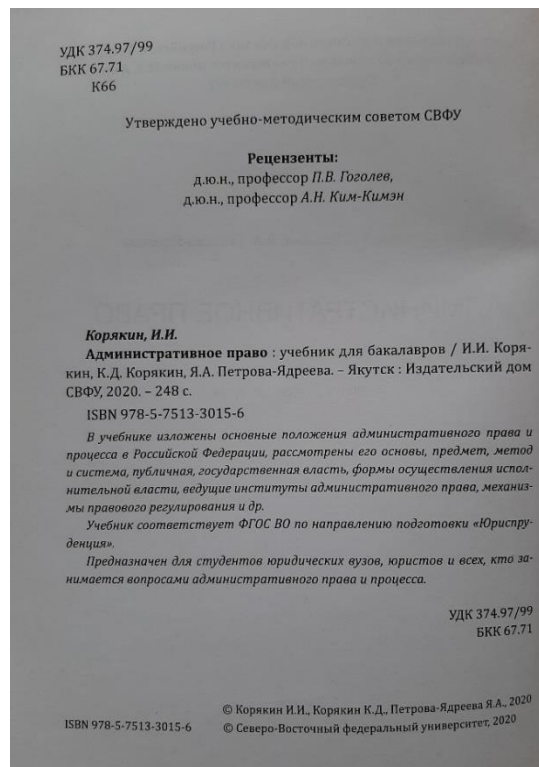 УДК 374.97/99
БКК 67.71
К66
Утверждено учебно-методическим советом СВФУ
Рецензенты:
д.ю.н., профессор П.В. Гоголев,
д.ю.н., профессор А.Н. Ким-Кимэн
Корякин, И.И.
Административное право : учебник для бакалавров / И.И. Коря-
кин, К.Д. Корякин, Я.А. Петрова-Ядреева. – Якутск : Издательский дом
СВФУ, 2020. – 248 с.
ISBN 978-5-7513-3015-6
В учебнике изложены основные положения административного права и
процесса в Российской Федерации, рассмотрены его основы, предмет, метод
и система, публичная, государственная власть, формы осуществления испол-
нительной власти, ведущие институты административного права, механиз-
мы правового регулирования и др.
Учебник соответствует ФГОС ВО по направлению подготовки «Юриспру-
денция».
Предназначен для студентов юридических вузов, юристов и всех, кто за-
нимается вопросами административного права и процесса.
УДК 374.97/99
БКК 67.71
© Корякин И.И., Корякин К.Д., Петрова-Ядреева Я.А., 2020
ISBN 978-5-7513-3015-6 © Северо-Восточный федеральный университет, 2020